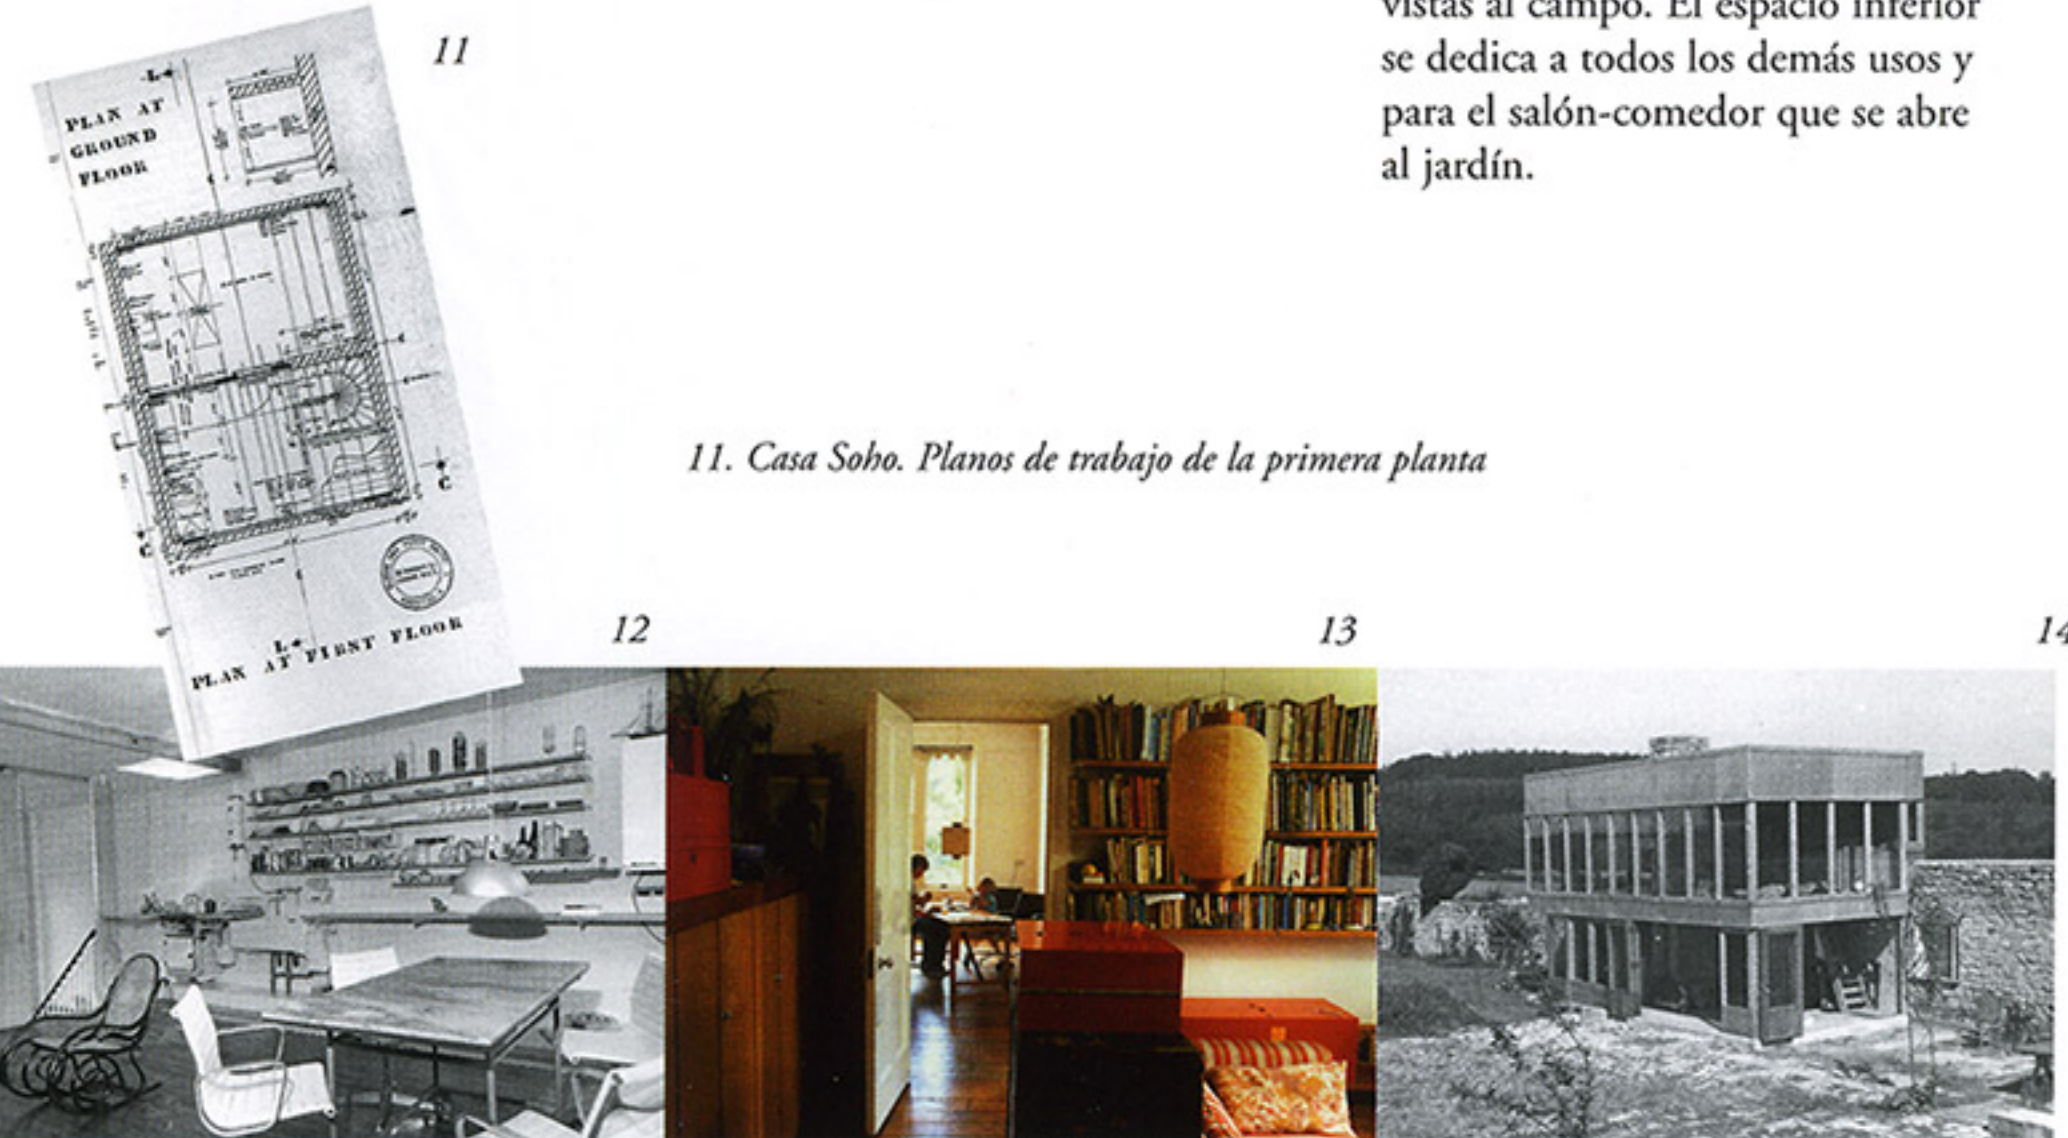 vistas al campo. El espacio inferior
se dedica a todos los demás usos y
para el salón-comedor que se abre
al jardín.
11
PLAN AT
GROUND
FLOOR
C
C
L
PLAN AT FIRST FLOOR
11. Casa Soho. Planos de trabajo de la primera planta
12
13
14